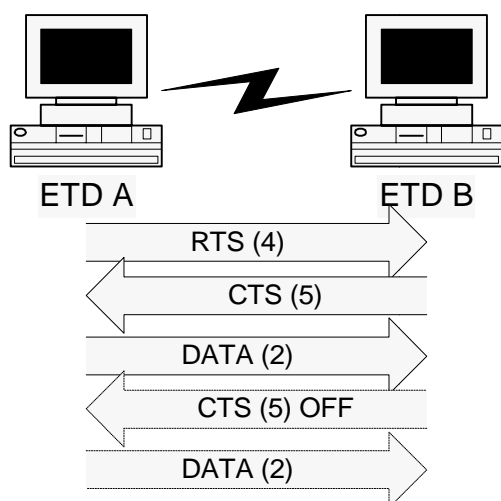 ETD A
ETD B
RTS (4)
CTS (5)
DATA (2)
CTS (5) OFF
DATA (2)